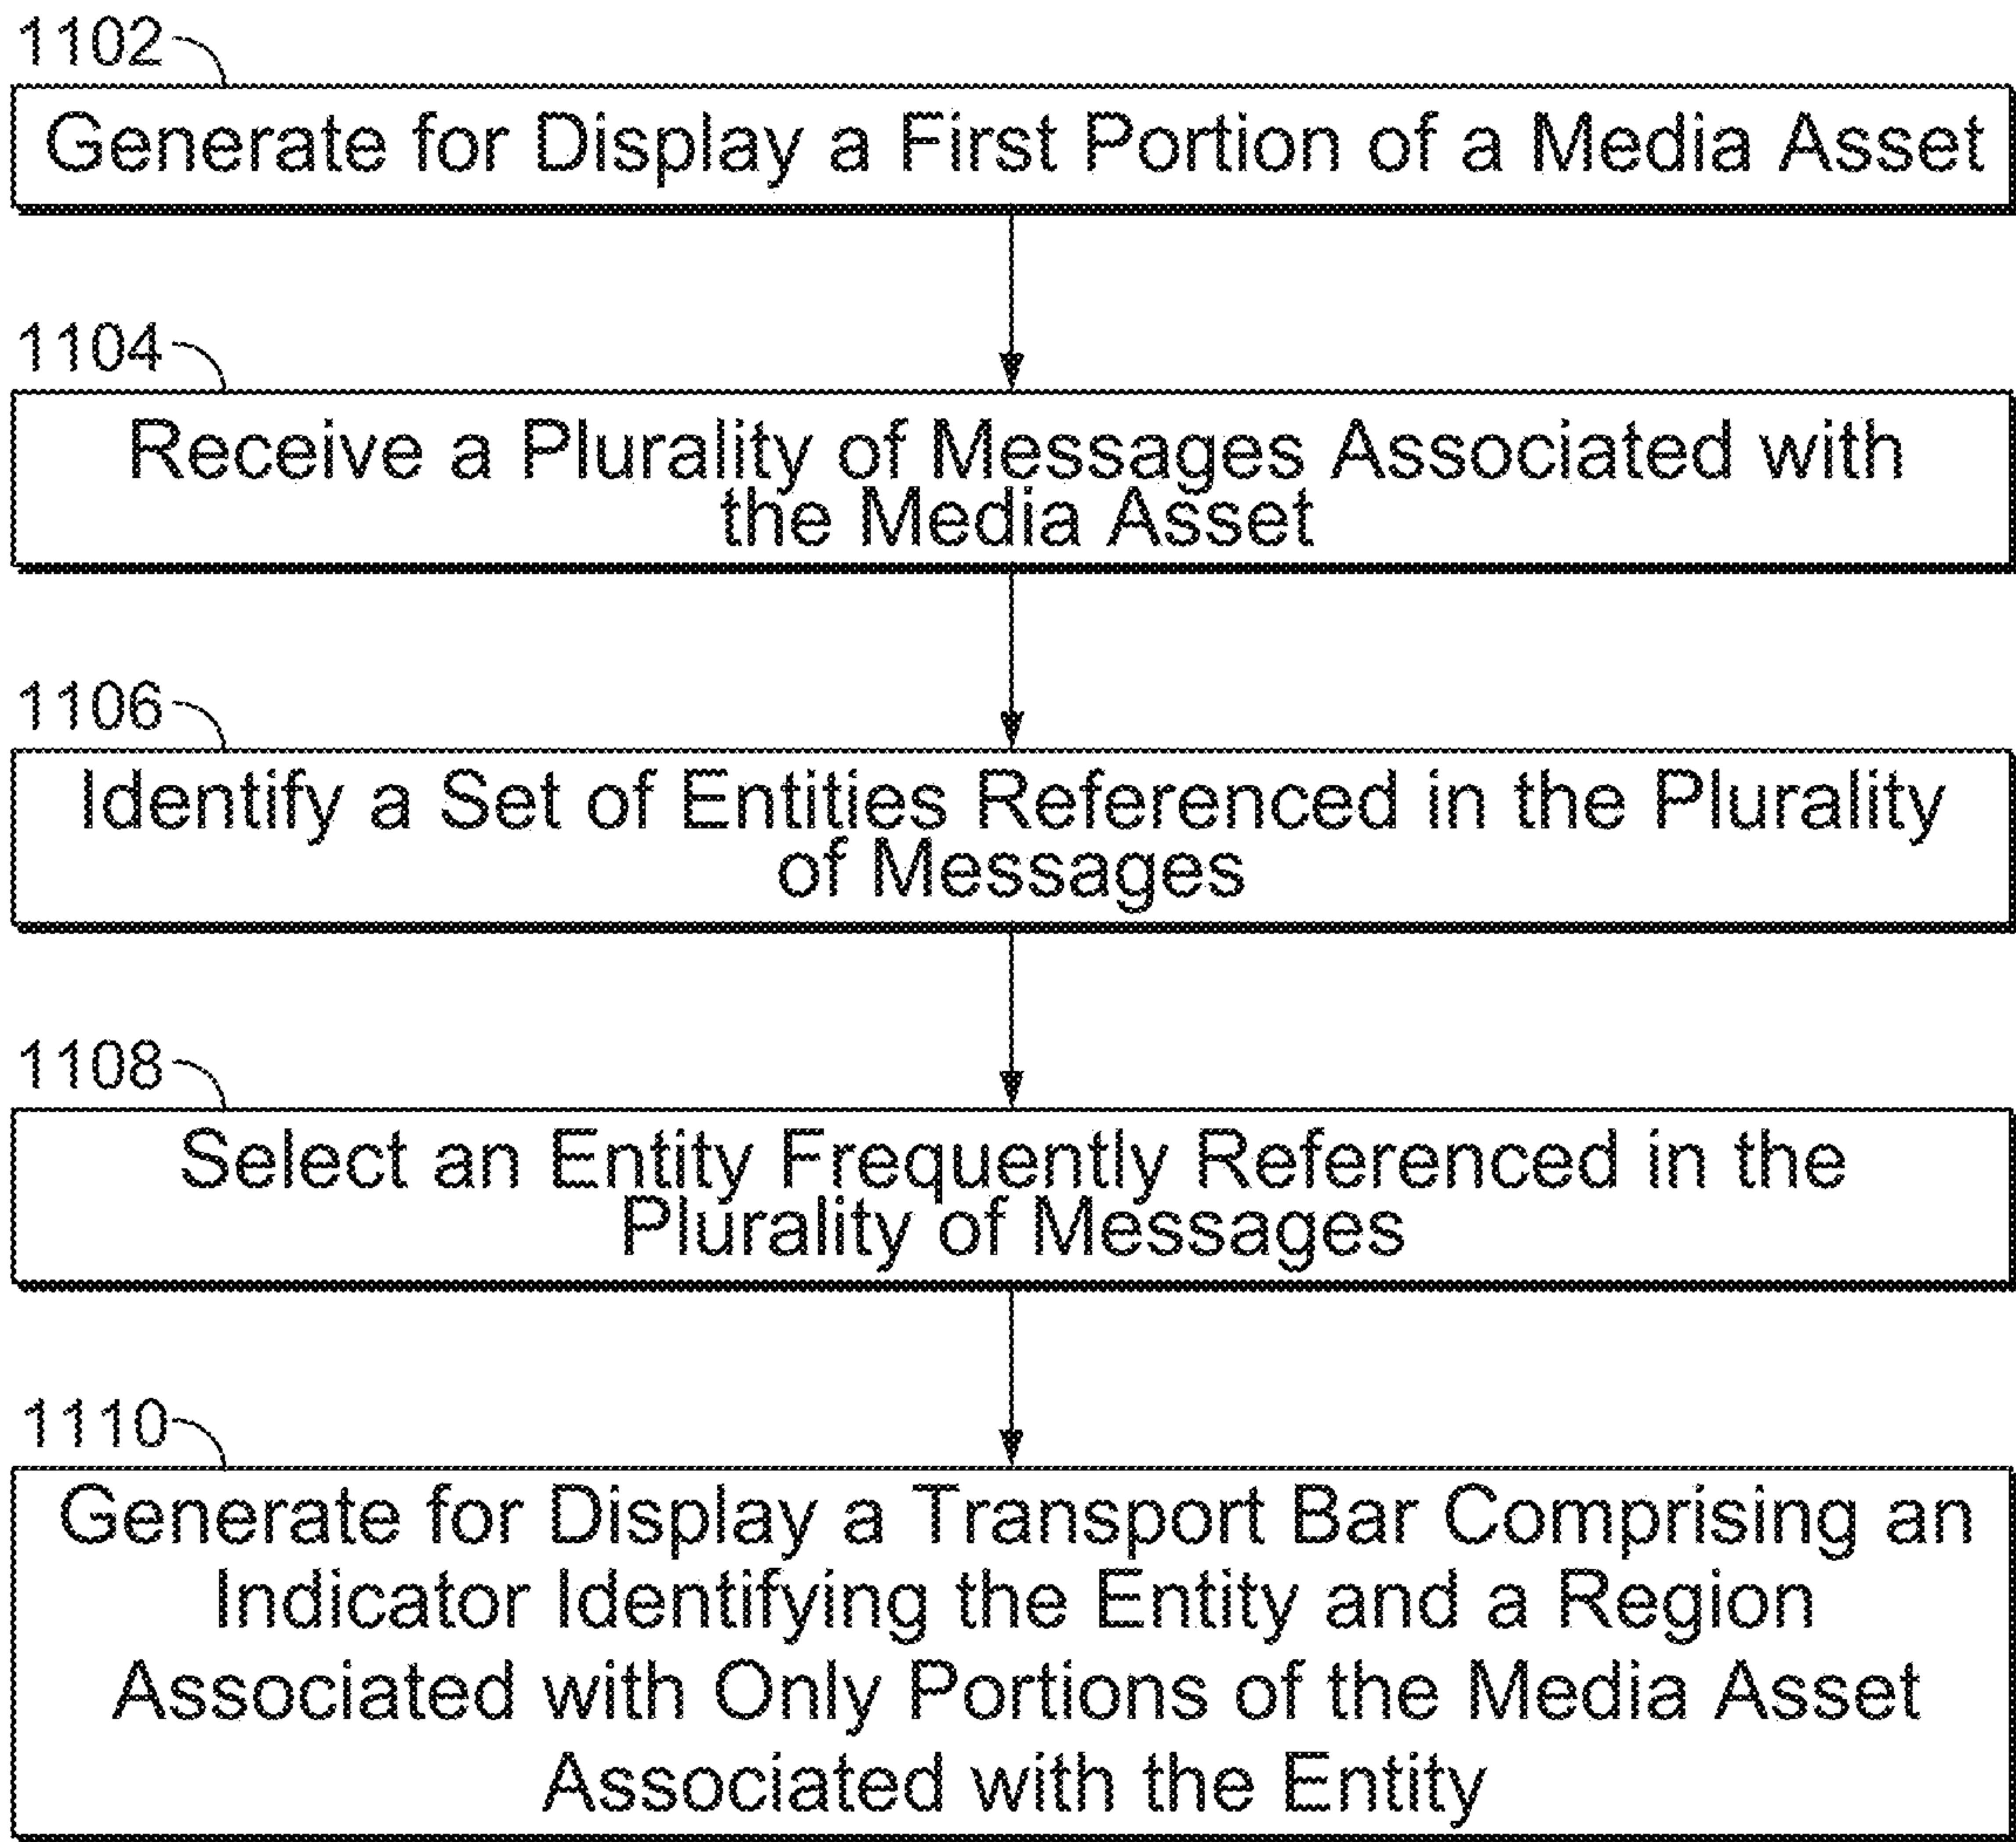 1102
Generate for Display a First Portion of a Media Asset
1104
Receive a Plurality of Messages Associated with
the Media Asset
1106
Identify a Set of Entities Referenced in the Plurality
of Messages
1108
Select an Entity Frequently Referenced in the
Plurality of Messages
1110
Generate for Display a Transport Bar Comprising an
Indicator Identifying the Entity and a Region
Associated with Only Portions of the Media Asset
Associated with the Entity